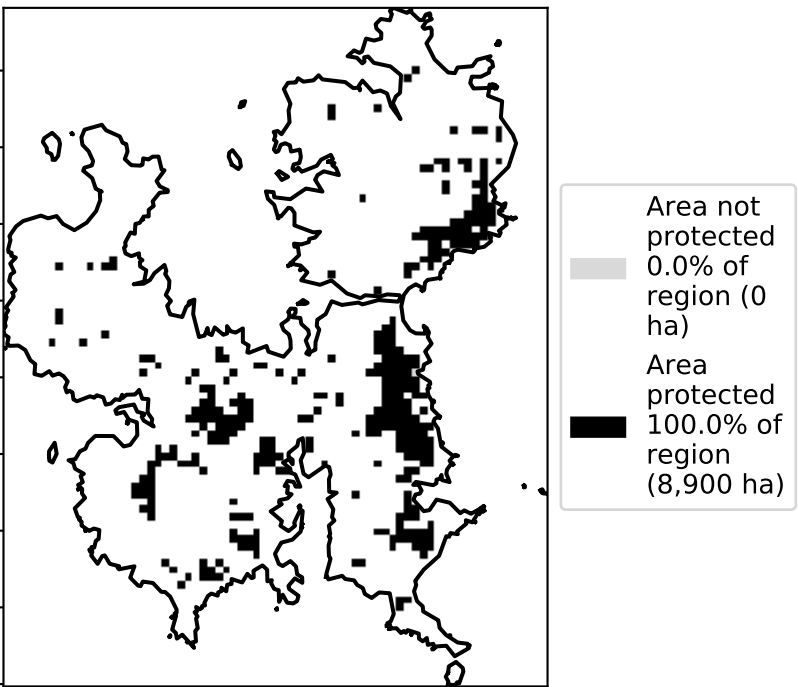 Area not
protected
0.0% of
region (0
ha)
Area
protected
100.0% of
region
(8,900 ha)